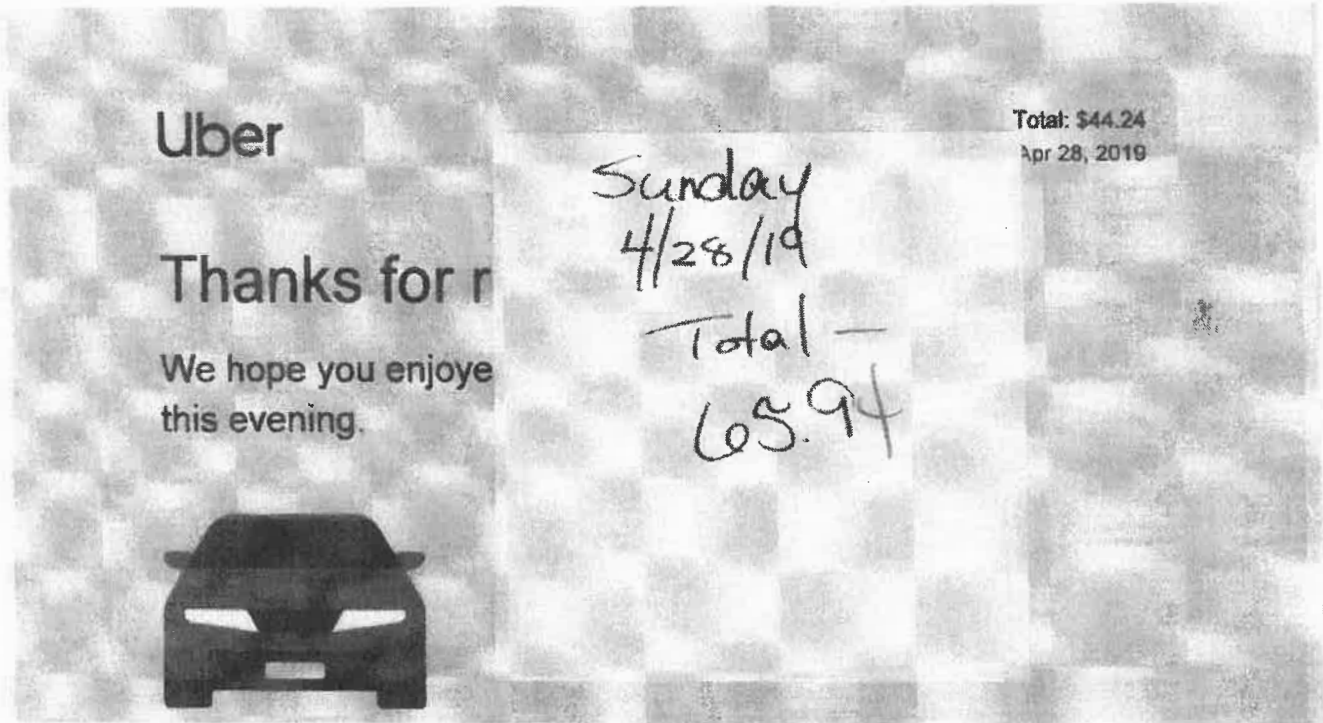 Uber
Total: $44.24
Apr 28, 2019
Thanks for r
We hope you enjoye
this evening.
Sunday
4/28/19
Total —
65.94